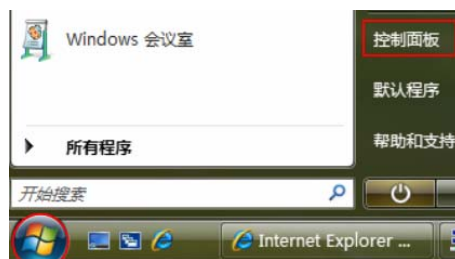 Windows 会议室
控制面板
默认程序
所有程序
帮助和支持
开始搜索
Internet Explorer ...